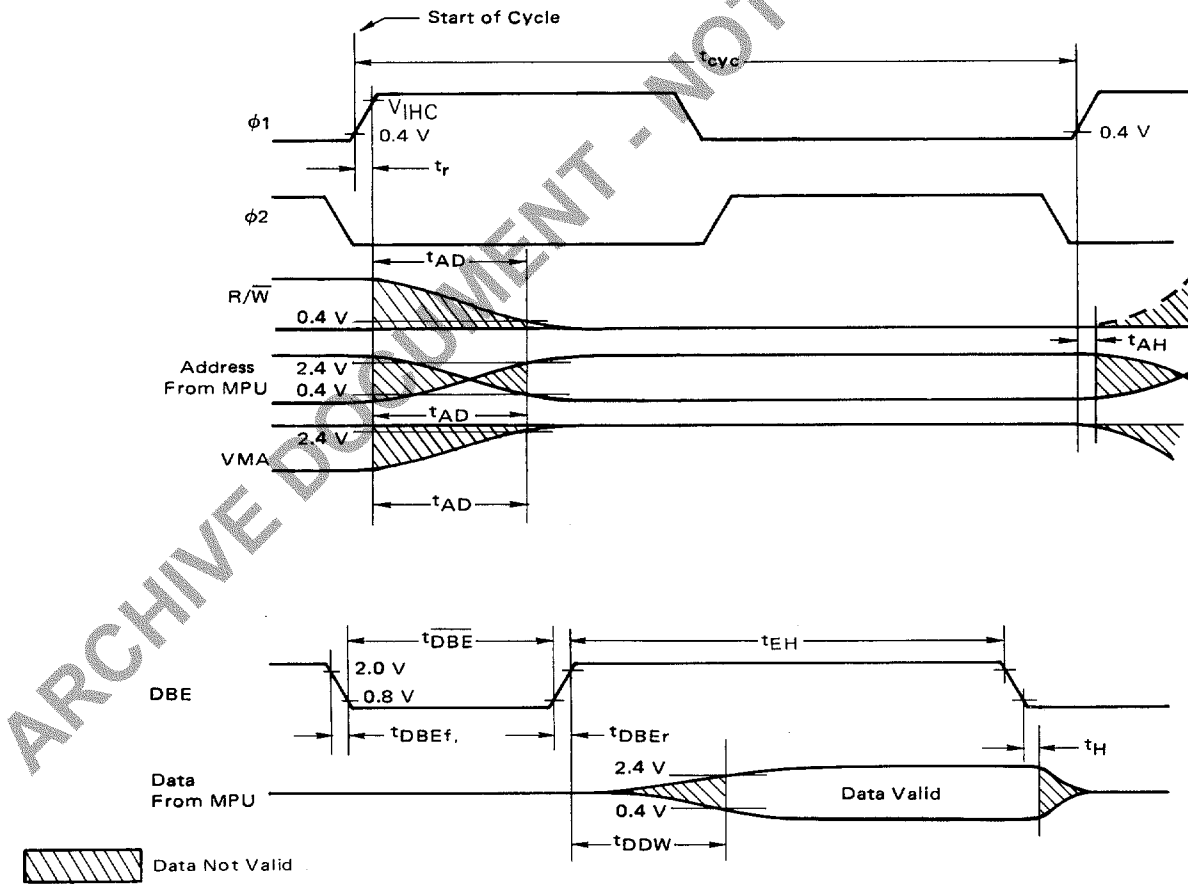 Start of Cycle
tcyc
VIHC
ϕ1
0.4 V
0.4 V
tr
ϕ2
tAD
R/W̅
0.4 V
tAH
Address
From MPU
2.4 V
0.4 V
tAD
2.4 V
VMA
tAD
tD̅B̅E̅
tEH
2.0 V
DBE
0.8 V
tDBEf.
tDBEr
tH
Data
From MPU
2.4 V
Data Valid
0.4 V
tDDW
Data Not Valid
ARCHIVE DOCUMENT - NOT